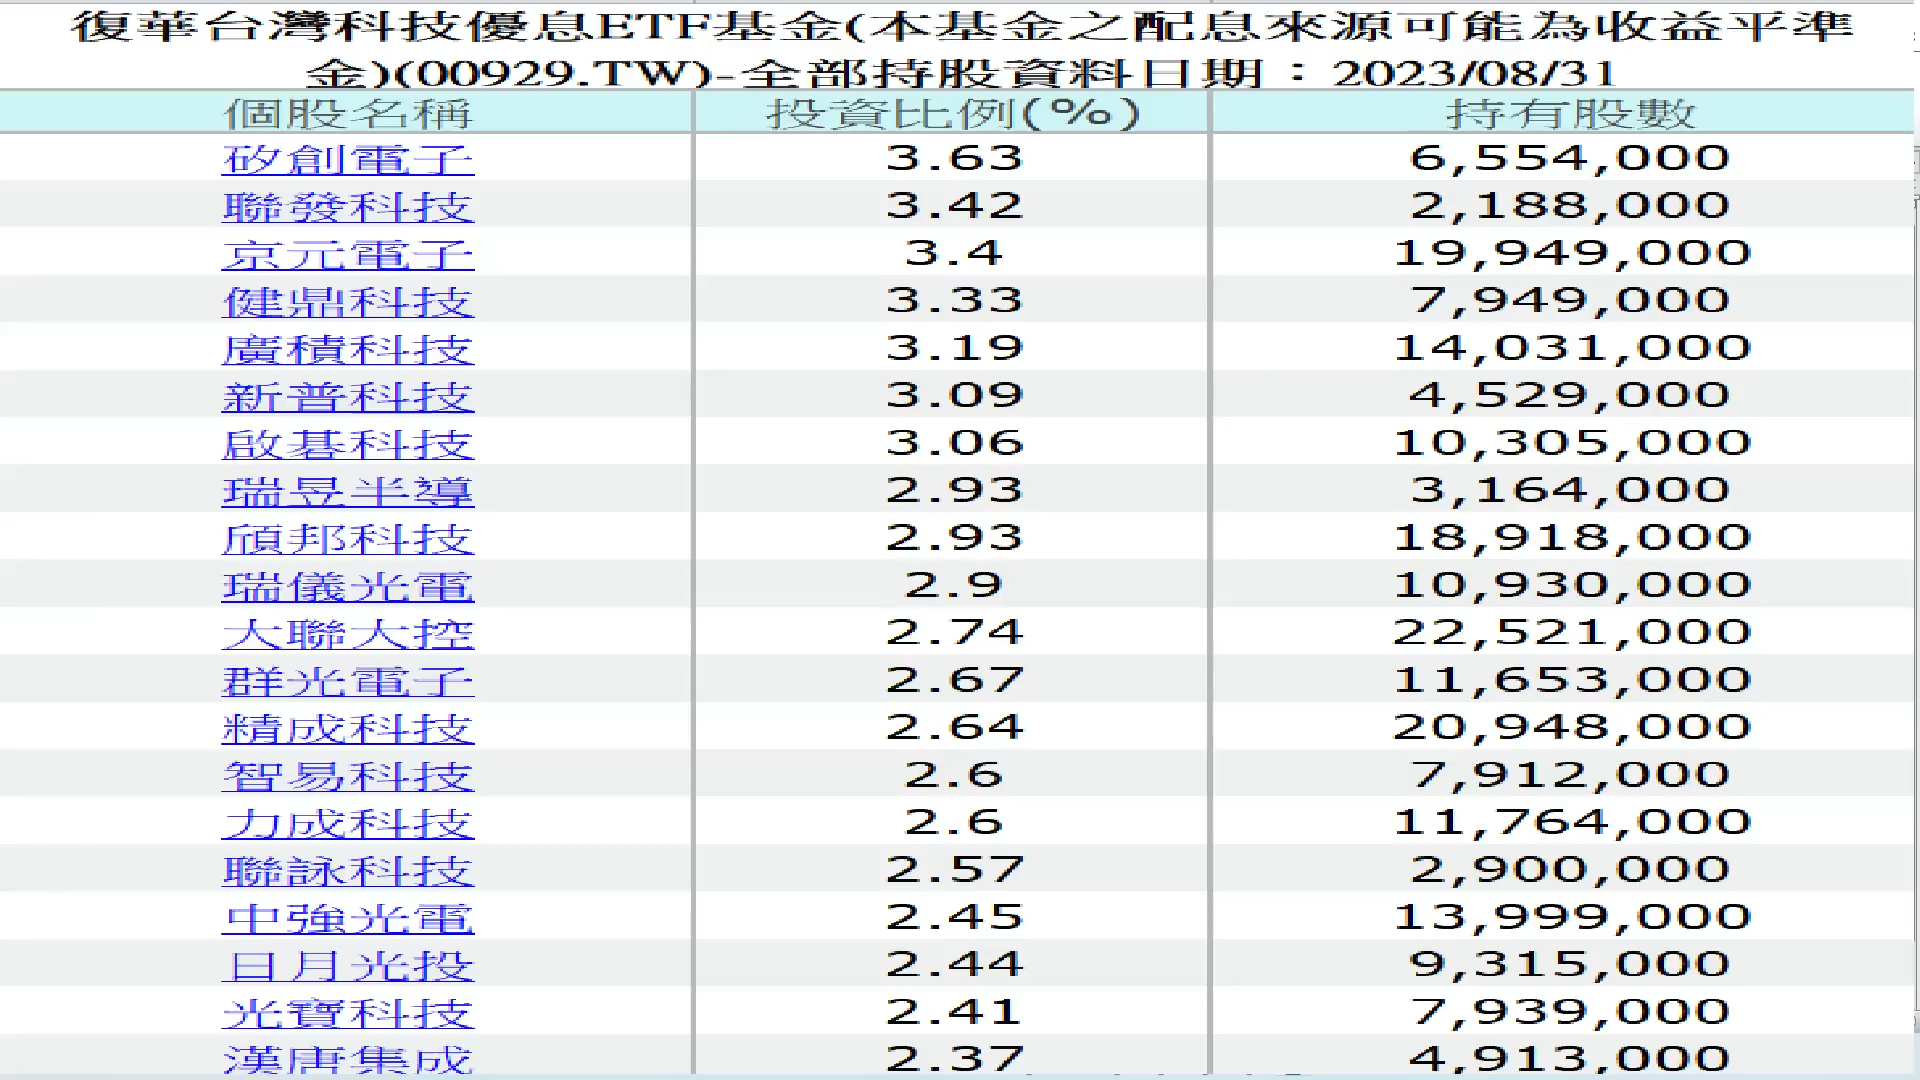 復華台灣科技優息ETF基金(本基金之配息來源可能為收益平準
金)(00929.TW)-全部持股資料日期：2023/08/31
個股名稱 投資比例(%) 持有股數
矽創電子 3.63 6,554,000
聯發科技 3.42 2,188,000
京元電子 3.4 19,949,000
健鼎科技 3.33 7,949,000
廣積科技 3.19 14,031,000
新普科技 3.09 4,529,000
啟碁科技 3.06 10,305,000
瑞昱半導 2.93 3,164,000
頎邦科技 2.93 18,918,000
瑞儀光電 2.9 10,930,000
大聯大控 2.74 22,521,000
群光電子 2.67 11,653,000
精成科技 2.64 20,948,000
智易科技 2.6 7,912,000
力成科技 2.6 11,764,000
聯詠科技 2.57 2,900,000
中強光電 2.45 13,999,000
日月光投 2.44 9,315,000
光寶科技 2.41 7,939,000
漢唐集成 2.37 4,913,000